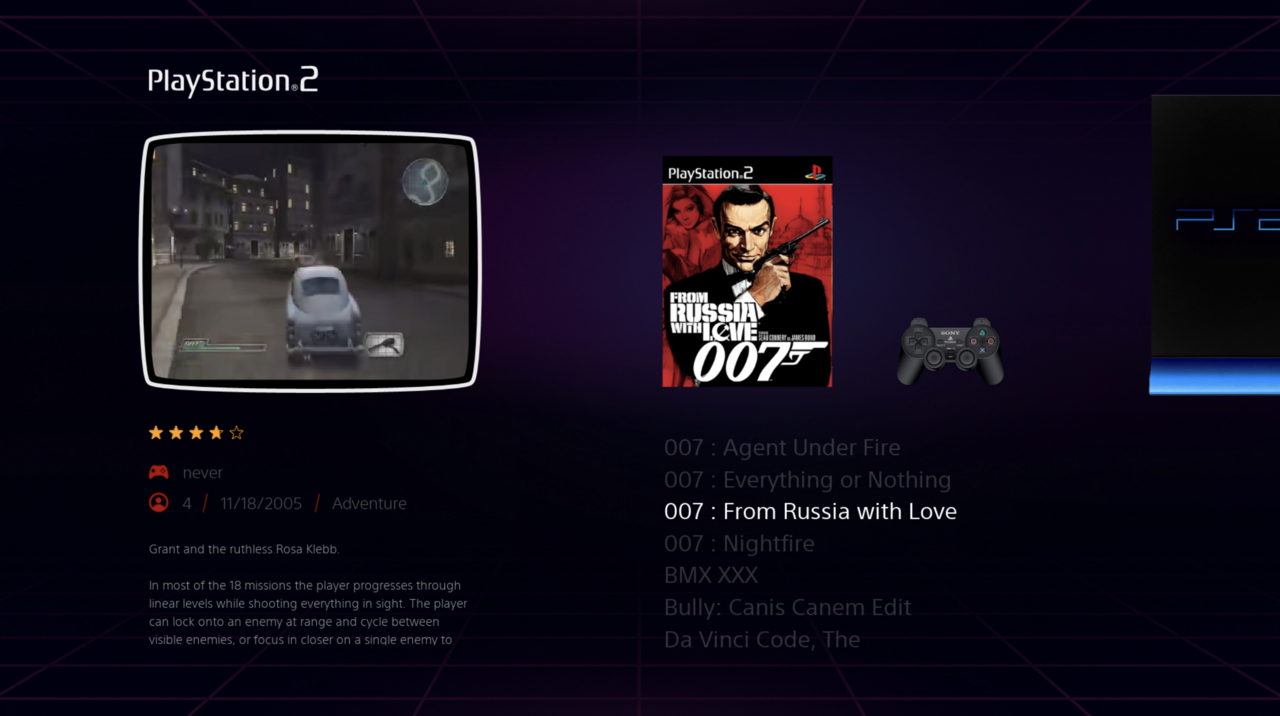 PlayStation®2
never
4 / 11/18/2005 / Adventure
Grant and the ruthless Rosa Klebb.
In most of the 18 missions the player progresses through
linear levels while shooting everything in sight. The player
can lock onto an enemy at range and cycle between
visible enemies, or focus in closer on a single enemy to
PlayStation®2
FROM
RUSSIA
WITH LOVE
SEAN CONNERY IS JAMES BOND
007
SONY
PS2
007 : Agent Under Fire
007 : Everything or Nothing
007 : From Russia with Love
007 : Nightfire
BMX XXX
Bully: Canis Canem Edit
Da Vinci Code, The